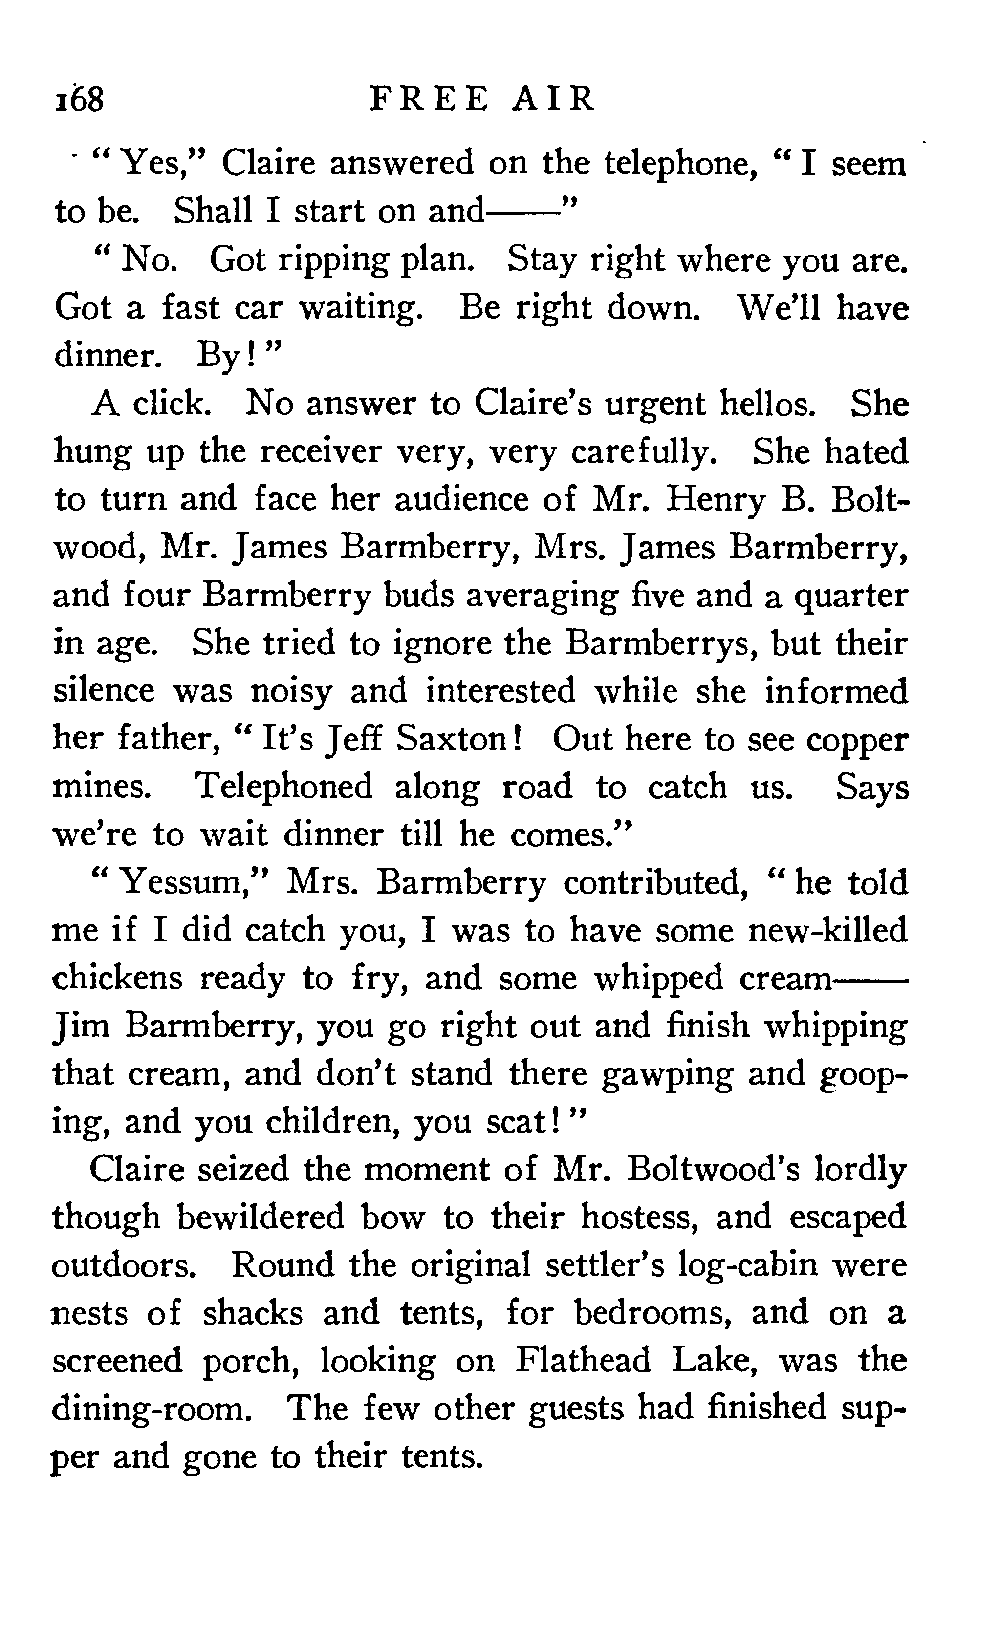 168 FREE AIR
“ Yes,” Claire answered on the telephone, “ I seem
to be. Shall I start on and——”
“ No. Got ripping plan. Stay right where you are.
Got a fast car waiting. Be right down. We’ll have
dinner. By! ”
A click. No answer to Claire’s urgent hellos. She
hung up the receiver very, very carefully. She hated
to turn and face her audience of Mr. Henry B. Bolt-
wood, Mr. James Barmberry, Mrs. James Barmberry,
and four Barmberry buds averaging five and a quarter
in age. She tried to ignore the Barmberrys, but their
silence was noisy and interested while she informed
her father, “ It’s Jeff Saxton! Out here to see copper
mines. Telephoned along road to catch us. Says
we’re to wait dinner till he comes.”
“ Yessum,” Mrs. Barmberry contributed, “ he told
me if I did catch you, I was to have some new-killed
chickens ready to fry, and some whipped cream——
Jim Barmberry, you go right out and finish whipping
that cream, and don’t stand there gawping and goop-
ing, and you children, you scat! ”
Claire seized the moment of Mr. Boltwood’s lordly
though bewildered bow to their hostess, and escaped
outdoors. Round the original settler’s log-cabin were
nests of shacks and tents, for bedrooms, and on a
screened porch, looking on Flathead Lake, was the
dining-room. The few other guests had finished sup-
per and gone to their tents.